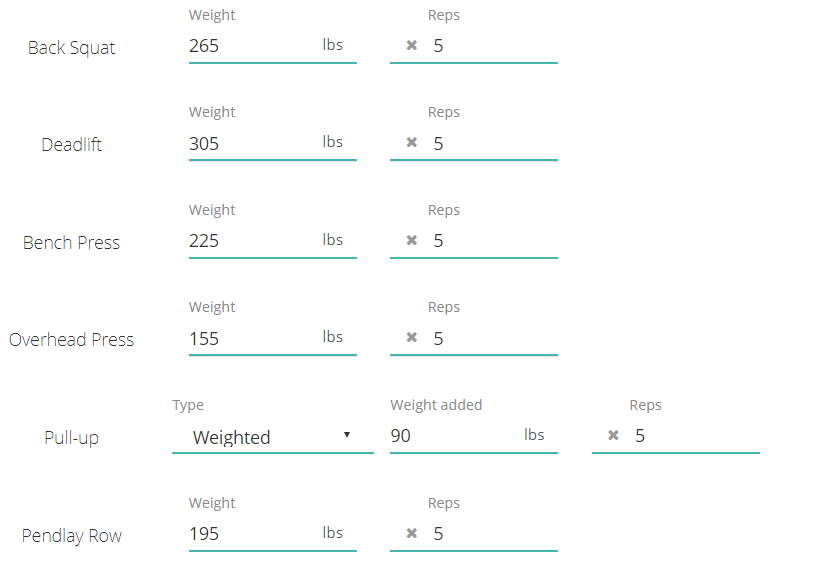 Weight Reps
Back Squat 265 lbs ✖ 5
Weight Reps
Deadlift 305 lbs ✖ 5
Weight Reps
Bench Press 225 lbs ✖ 5
Weight Reps
Overhead Press 155 lbs ✖ 5
Type Weight added Reps
Pull-up Weighted ▼ 90 lbs ✖ 5
Weight Reps
Pendlay Row 195 lbs ✖ 5